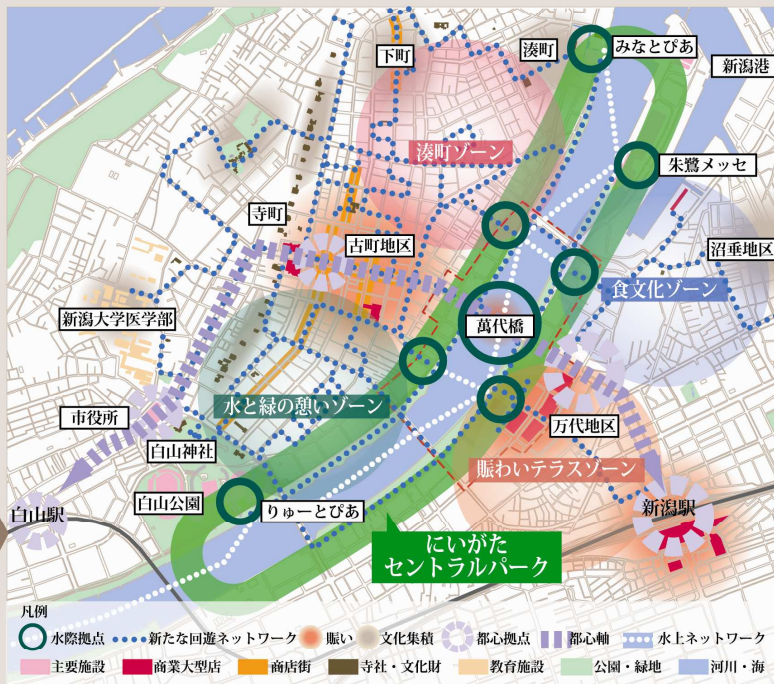 下町
湊町
みなとぴあ
新潟港
湊町ゾーン
朱鷺メッセ
寺町
古町地区
沼垂地区
食文化ゾーン
新潟大学医学部
萬代橋
水と緑の憩いゾーン
市役所
万代地区
白山神社
賑わいテラスゾーン
白山公園
りゅーとぴあ
白山駅
新潟駅
にいがた
セントラルパーク
凡例
水際拠点 新たな回遊ネットワーク 賑い 文化集積 都心拠点 都心軸 水上ネットワーク
主要施設 商業大型店 商店街 寺社・文化財 教育施設 公園・緑地 河川・海